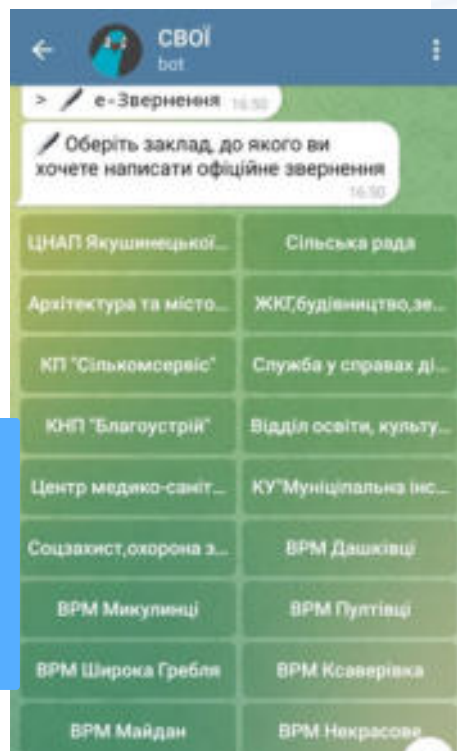 СВОЇ
bot
> 🖊 е-Звернення 16:50
🖊 Оберіть заклад, до якого ви
хочете написати офіційне звернення
16:50
ЦНАП Якушинецької... Сільська рада
Архітектура та місто... ЖКГ,будівництво,зе...
КП "Сількомсервіс" Служба у справах ді...
КНП "Благоустрій" Відділ освіти, культу...
Центр медико-саніт... КУ"Муніціпальна інс...
Соцзахист,охорона з... ВРМ Дашківці
ВРМ Микулинці ВРМ Пултівці
ВРМ Широка Гребля ВРМ Ксаверівка
ВРМ Майдан ВРМ Некрасове